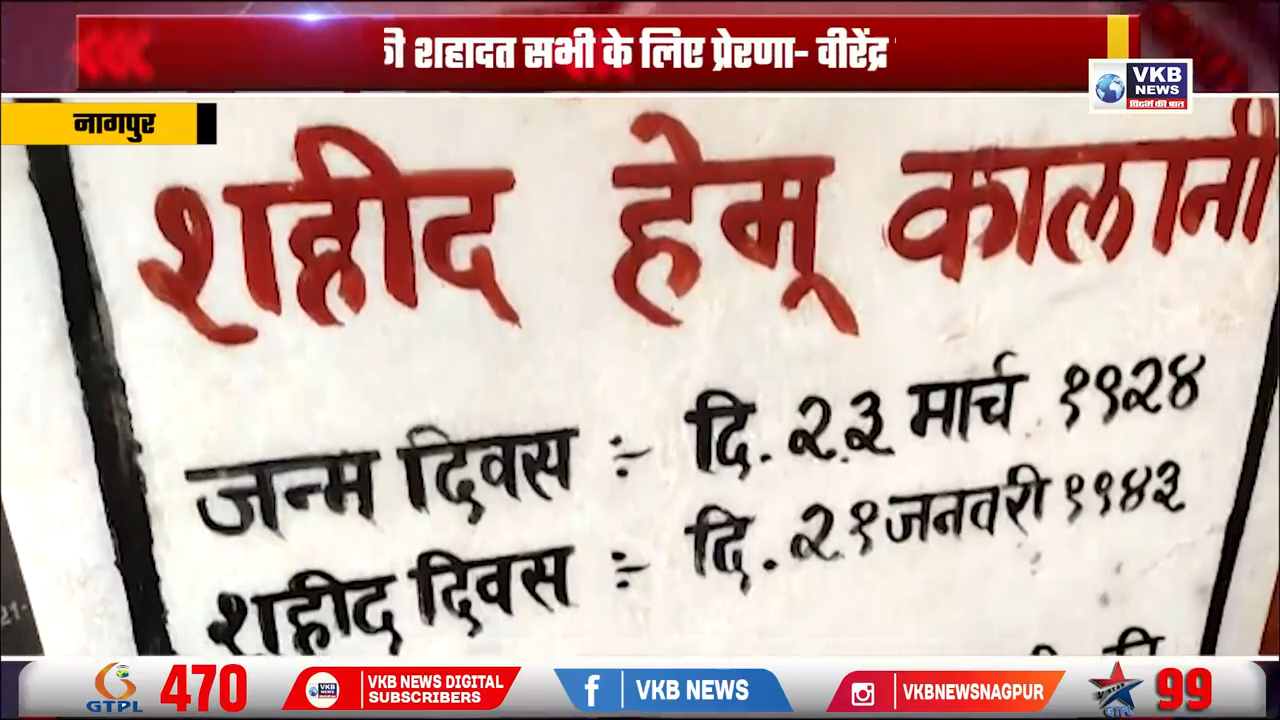 ी शहादत सभी के लिए प्रेरणा- वीरेंद्र
VKB
NEWS
विदर्भ की शान
नागपुर
शहीद हेमू कालानी
जन्म दिवस :- दि. २३ मार्च १९२४
शहीद दिवस :- दि. २१ जनवरी १९४३
की
GTPL
470
VKB NEWS DIGITAL
SUBSCRIBERS
VKB NEWS
VKBNEWSNAGPUR
99